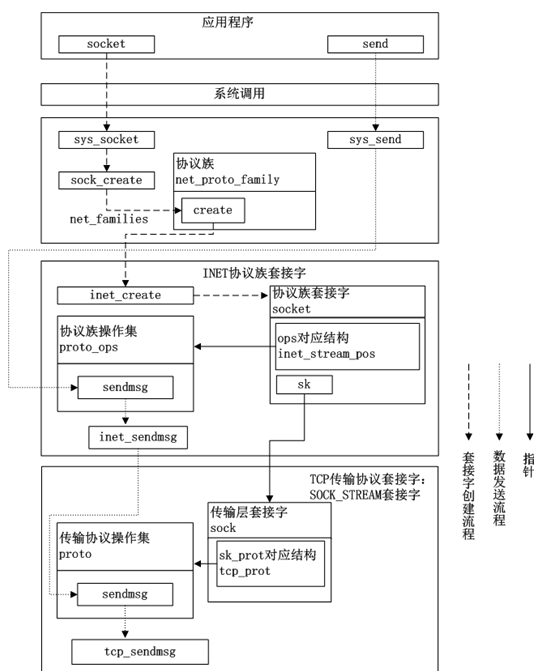 应用程序
socket
send
系统调用
sys_socket
sys_send
sock_create
协议族
net_proto_family
create
net_families
INET协议族套接字
inet_create
协议族套接字
socket
协议族操作集
proto_ops
ops对应结构
inet_stream_pos
sendmsg
sk
inet_sendmsg
TCP传输协议套接字：
SOCK_STREAM套接字
传输层套接字
sock
传输协议操作集
proto
sk_prot对应结构
tcp_prot
sendmsg
tcp_sendmsg
套接字创建流程
数据发送流程
指针